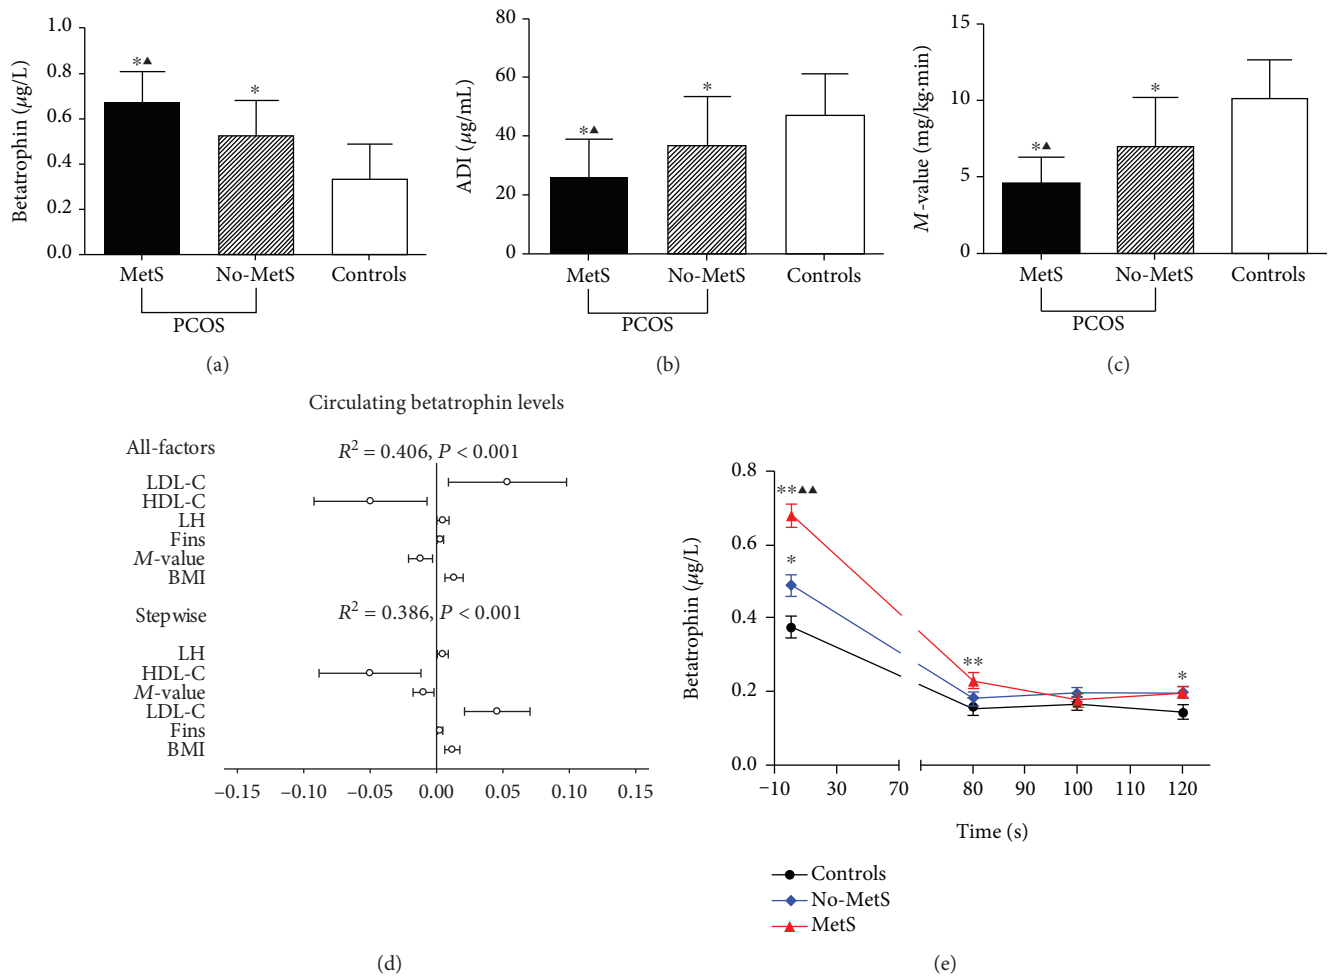 1.0
0.8
0.6
0.4
0.2
0.0
Betatrophin (μg/L)
*▲
*
MetS No-MetS Controls
PCOS
(a)
80
60
40
20
0
ADI (μg/mL)
*▲
*
MetS No-MetS Controls
PCOS
(b)
15
10
5
0
M-value (mg/kg·min)
*▲
*
MetS No-MetS Controls
PCOS
(c)
Circulating betatrophin levels
All-factors
R² = 0.406, P < 0.001
LDL-C
HDL-C
LH
Fins
M-value
BMI
Stepwise
R² = 0.386, P < 0.001
LH
HDL-C
M-value
LDL-C
Fins
BMI
−0.15 −0.10 −0.05 0.00 0.05 0.10 0.15
(d)
0.8
0.6
0.4
0.2
0.0
Betatrophin (μg/L)
**▲▲
*
**
*
−10 30 70 80 90 100 110 120
Time (s)
Controls
No-MetS
MetS
(e)